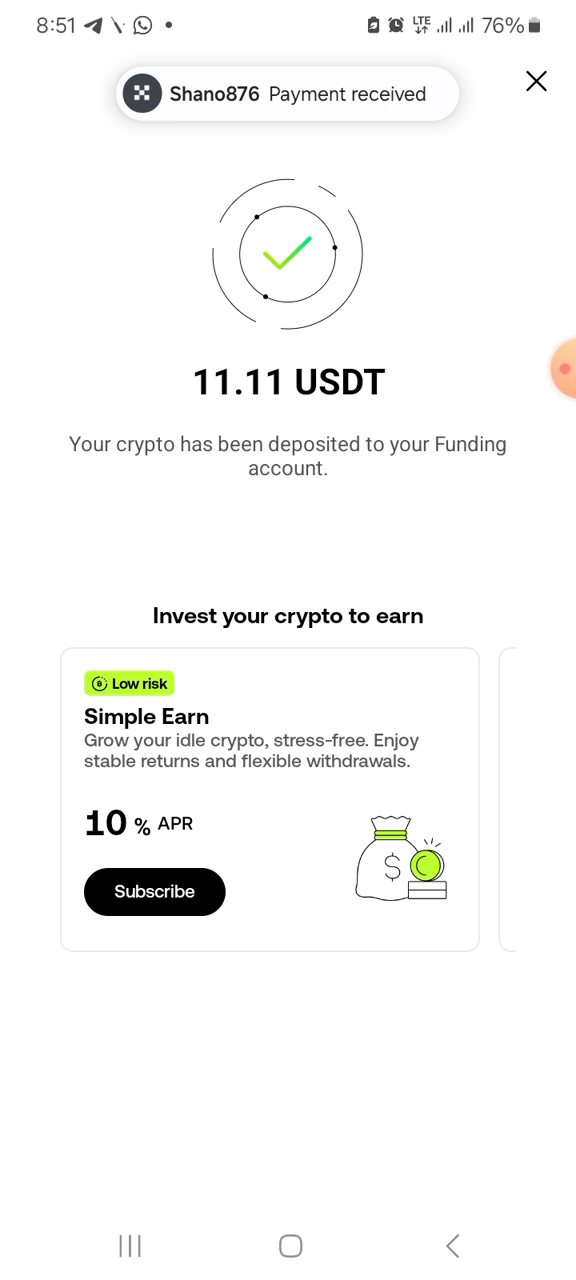 8:51 LTE 76%
Shano876 Payment received
11.11 USDT
Your crypto has been deposited to your Funding
account.
Invest your crypto to earn
Low risk
Simple Earn
Grow your idle crypto, stress-free. Enjoy
stable returns and flexible withdrawals.
10 % APR
$
Subscribe